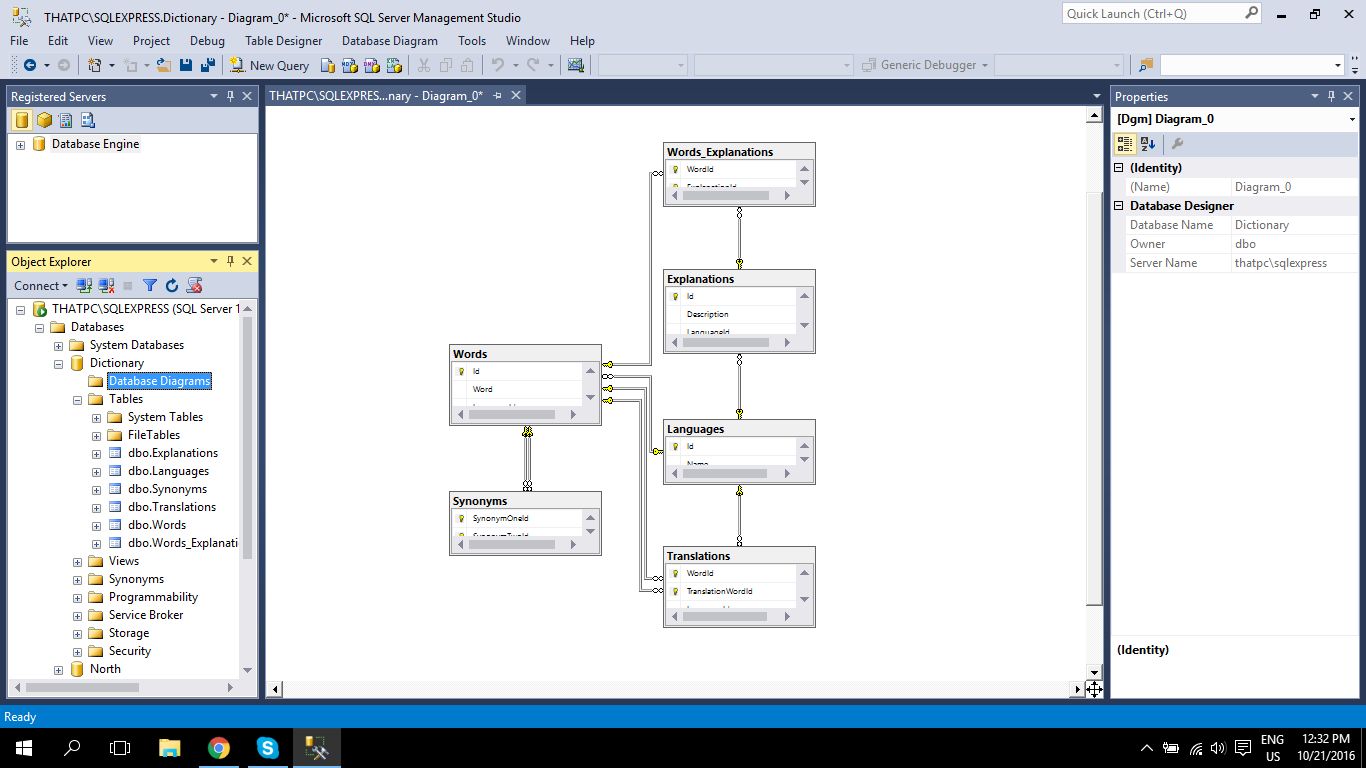 THATPC\SQLEXPRESS.Dictionary - Diagram_0* - Microsoft SQL Server Management Studio
Quick Launch (Ctrl+Q)
File Edit View Project Debug Table Designer Database Diagram Tools Window Help
New Query
Generic Debugger
Registered Servers
Database Engine
Object Explorer
Connect
THATPC\SQLEXPRESS (SQL Server 1
Databases
System Databases
Dictionary
Database Diagrams
Tables
System Tables
FileTables
dbo.Explanations
dbo.Languages
dbo.Synonyms
dbo.Translations
dbo.Words
dbo.Words_Explanati
Views
Synonyms
Programmability
Service Broker
Storage
Security
North
THATPC\SQLEXPRES...nary - Diagram_0*
Words_Explanations
WordId
ExplanationId
Explanations
Id
Description
LanguageId
Words
Id
Word
Languages
Id
Name
Synonyms
SynonymOneId
SynonymTwoId
Translations
WordId
TranslationWordId
Properties
[Dgm] Diagram_0
(Identity)
(Name) Diagram_0
Database Designer
Database Name Dictionary
Owner dbo
Server Name thatpc\sqlexpress
(Identity)
Ready
ENG
US
12:32 PM
10/21/2016